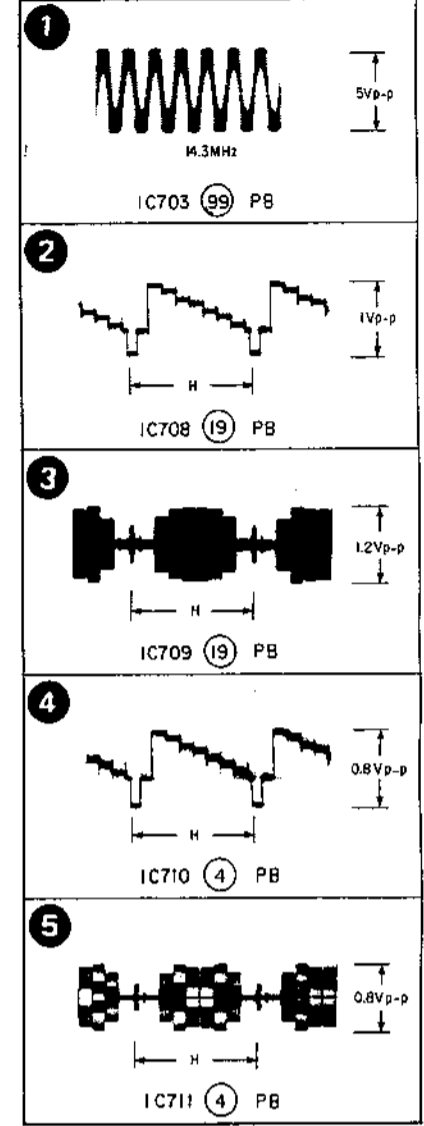 1
5Vp-p
14.3MHz
IC703 99 PB
2
1Vp-p
H
IC708 19 PB
3
1.2Vp-p
H
IC709 19 PB
4
0.8Vp-p
H
IC710 4 PB
5
0.8Vp-p
H
IC711 4 PB